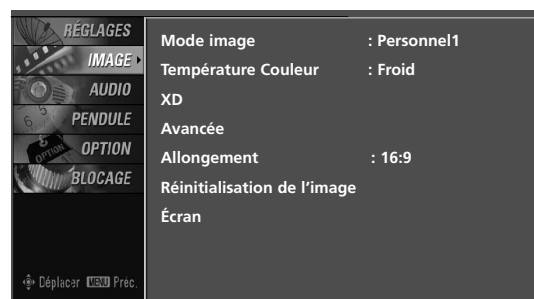 RÉGLAGES
IMAGE
AUDIO
PENDULE
OPTION
BLOCAGE
Déplacer MENU Préc.
Mode image : Personnel1
Température Couleur : Froid
XD
Avancée
Allongement : 16:9
Réinitialisation de l'image
Écran